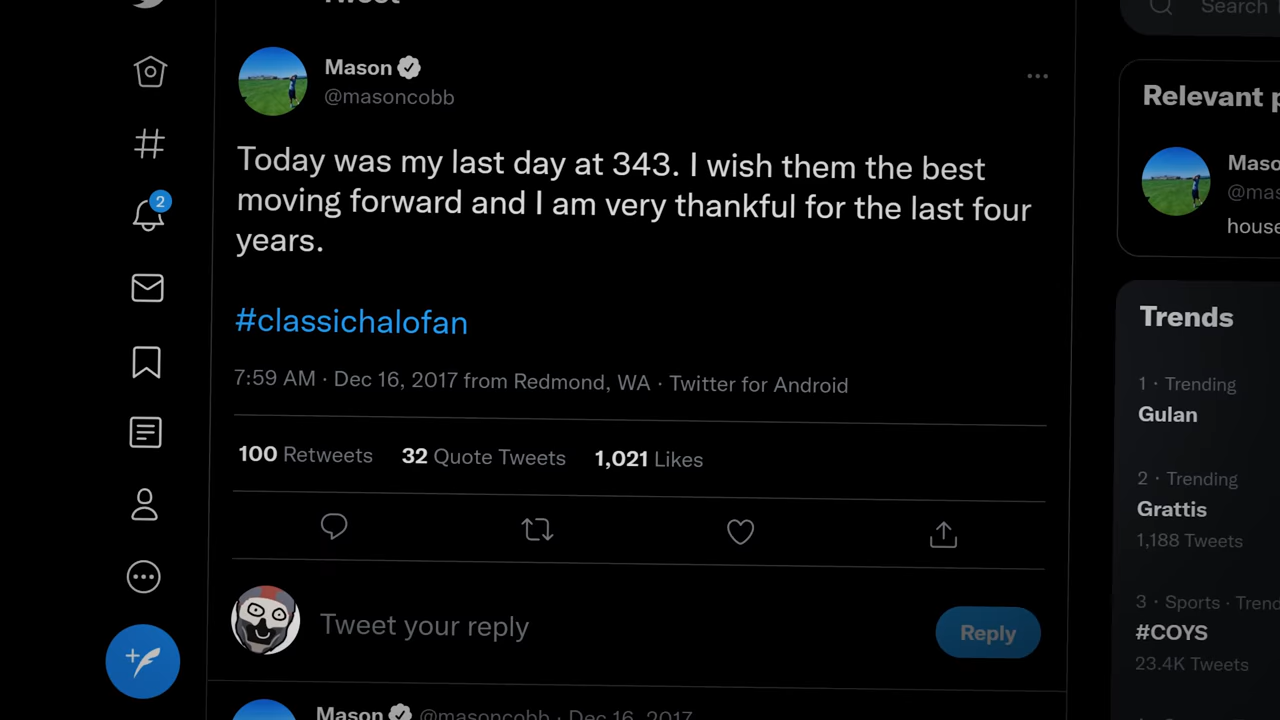 Tweet
Search
Mason
@masoncobb
Today was my last day at 343. I wish them the best
moving forward and I am very thankful for the last four
years.
#classichalofan
7:59 AM · Dec 16, 2017 from Redmond, WA · Twitter for Android
100 Retweets 32 Quote Tweets 1,021 Likes
Tweet your reply
Reply
Mason @masoncobb · Dec 16, 2017
2
Relevant p
Maso
@mas
house
Trends
1 · Trending
Gulan
2 · Trending
Grattis
1,188 Tweets
3 · Sports · Trend
#COYS
23.4K Tweets